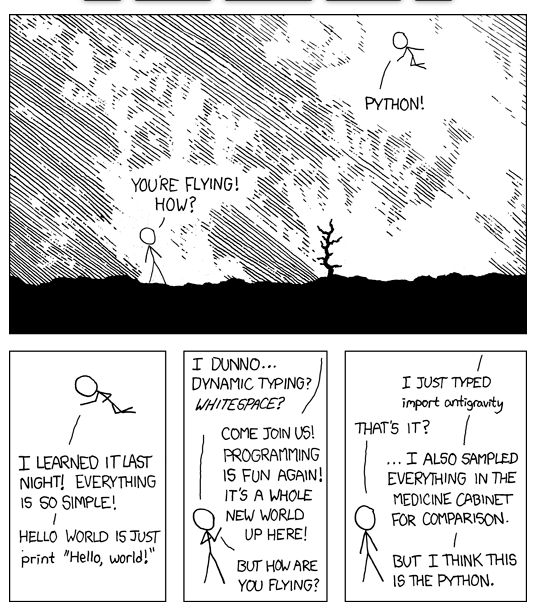 PYTHON!
YOU'RE FLYING!
HOW?
I LEARNED IT LAST
NIGHT! EVERYTHING
IS SO SIMPLE!
HELLO WORLD IS JUST
print "Hello, world!"
I DUNNO...
DYNAMIC TYPING?
WHITESPACE?
COME JOIN US!
PROGRAMMING
IS FUN AGAIN!
IT'S A WHOLE
NEW WORLD
UP HERE!
BUT HOW ARE
YOU FLYING?
I JUST TYPED
import antigravity
THAT'S IT?
... I ALSO SAMPLED
EVERYTHING IN THE
MEDICINE CABINET
FOR COMPARISON.
BUT I THINK THIS
IS THE PYTHON.